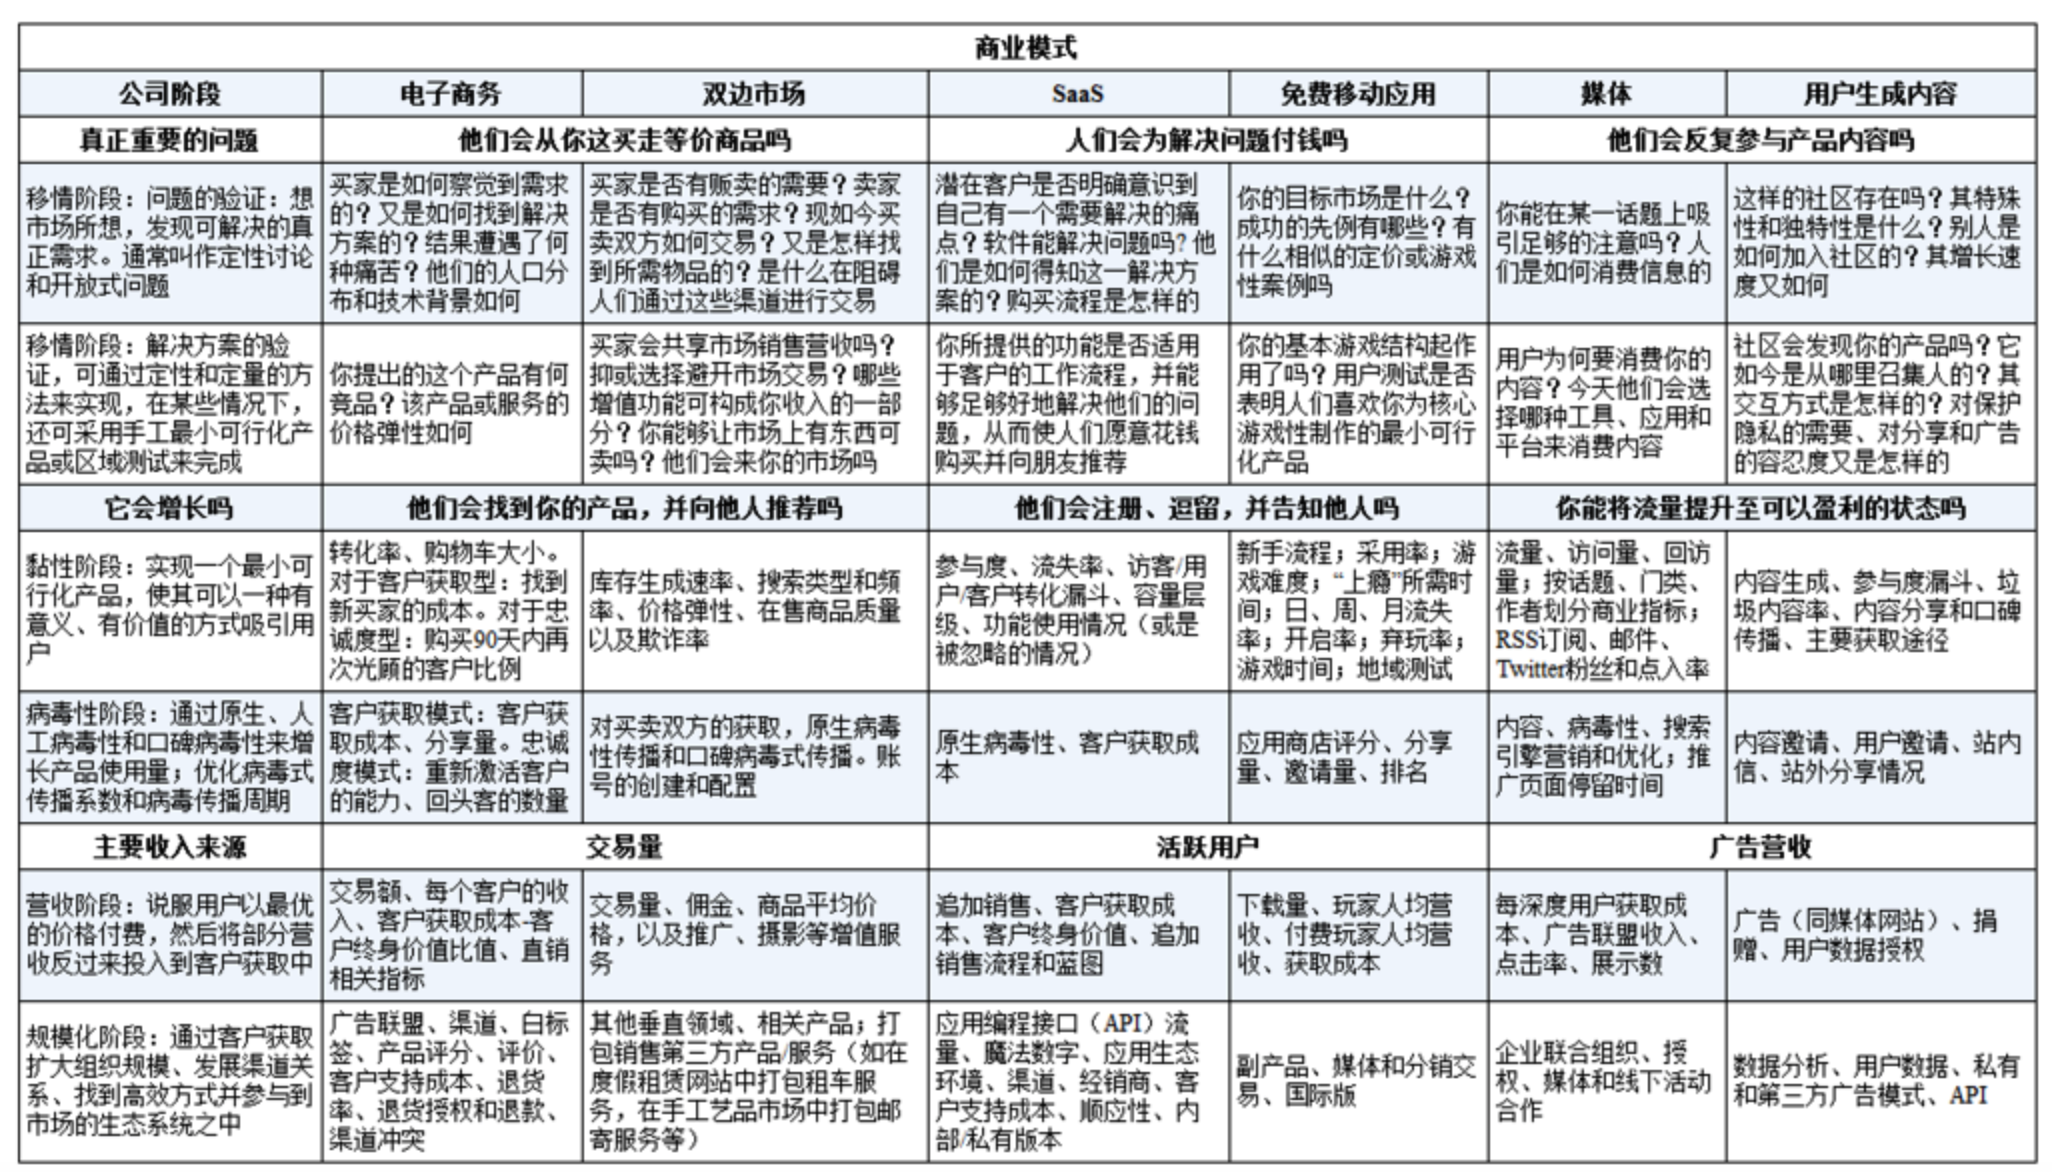 商业模式
公司阶段
电子商务
双边市场
SaaS
免费移动应用
媒体
用户生成内容
真正重要的问题
他们会从你这买走等价商品吗
人们会为解决问题付钱吗
他们会反复参与产品内容吗
移情阶段：问题的验证：想
市场所想，发现可解决的真
正需求。通常叫作定性讨论
和开放式问题
买家是如何察觉到需求
的？又是如何找到解决
方案的？结果遭遇了何
种痛苦？他们的人口分
布和技术背景如何
买家是否有贩卖的需要？卖家
是否有购买的需求？现如今买
卖双方如何交易？又是怎样找
到所需物品的？是什么在阻碍
人们通过这些渠道进行交易
潜在客户是否明确意识到
自己有一个需要解决的痛
点？软件能解决问题吗？他
们是如何得知这一解决方
案的？购买流程是怎样的
你的目标市场是什么？
成功的先例有哪些？有
什么相似的定价或游戏
性案例吗
你能在某一话题上吸
引足够的注意吗？人
们是如何消费信息的
这样的社区存在吗？其特殊
性和独特性是什么？别人是
如何加入社区的？其增长速
度又如何
移情阶段：解决方案的验
证，可通过定性和定量的方
法来实现，在某些情况下，
还可采用手工最小可行化产
品或区域测试来完成
你提出的这个产品有何
竞品？该产品或服务的
价格弹性如何
买家会共享市场销售营收吗？
抑或选择避开市场交易？哪些
增值功能可构成你收入的一部
分？你能够让市场上有东西可
卖吗？他们会来你的市场吗
你所提供的功能是否适用
于客户的工作流程，并能
够足够好地解决他们的问
题，从而使人们愿意花钱
购买并向朋友推荐
你的基本游戏结构起作
用了吗？用户测试是否
表明人们喜欢你为核心
游戏性制作的最小可行
化产品
用户为何要消费你的
内容？今天他们会选
择哪种工具、应用和
平台来消费内容
社区会发现你的产品吗？它
如今是从哪里召集人的？其
交互方式是怎样的？对保护
隐私的需要、对分享和广告
的容忍度又是怎样的
它会增长吗
他们会找到你的产品，并向他人推荐吗
他们会注册、逗留，并告知他人吗
你能将流量提升至可以盈利的状态吗
黏性阶段：实现一个最小可
行化产品，使其可以一种有
意义、有价值的方式吸引用
户
转化率、购物车大小。
对于客户获取型：找到
新买家的成本。对于忠
诚度型：购买90天内再
次光顾的客户比例
库存生成速率、搜索类型和频
率、价格弹性、在售商品质量
以及欺诈率
参与度、流失率、访客/用
户/客户转化漏斗、容量层
级、功能使用情况（或是
被忽略的情况）
新手流程；采用率；游
戏难度；“上瘾”所需时
间；日、周、月流失
率；开启率；弃玩率；
游戏时间；地域测试
流量、访问量、回访
量；按话题、门类、
作者划分商业指标；
RSS订阅、邮件、
Twitter粉丝和点入率
内容生成、参与度漏斗、垃
圾内容率、内容分享和口碑
传播、主要获取途径
病毒性阶段：通过原生、人
工病毒性和口碑病毒性来增
长产品使用量；优化病毒式
传播系数和病毒传播周期
客户获取模式：客户获
取成本、分享量。忠诚
度模式：重新激活客户
的能力、回头客的数量
对买卖双方的获取，原生病毒
性传播和口碑病毒式传播。账
号的创建和配置
原生病毒性、客户获取成
本
应用商店评分、分享
量、邀请量、排名
内容、病毒性、搜索
引擎营销和优化；推
广页面停留时间
内容邀请、用户邀请、站内
信、站外分享情况
主要收入来源
交易量
活跃用户
广告营收
营收阶段：说服用户以最优
的价格付费，然后将部分营
收反过来投入到客户获取中
交易额、每个客户的收
入、客户获取成本-客
户终身价值比值、直销
相关指标
交易量、佣金、商品平均价
格，以及推广、摄影等增值服
务
追加销售、客户获取成
本、客户终身价值、追加
销售流程和蓝图
下载量、玩家人均营
收、付费玩家人均营
收、获取成本
每深度用户获取成
本、广告联盟收入、
点击率、展示数
广告（同媒体网站）、捐
赠、用户数据授权
规模化阶段：通过客户获取
扩大组织规模、发展渠道关
系、找到高效方式并参与到
市场的生态系统之中
广告联盟、渠道、白标
签、产品评分、评价、
客户支持成本、退货
率、退货授权和退款、
渠道冲突
其他垂直领域、相关产品；打
包销售第三方产品/服务（如在
度假租赁网站中打包租车服
务，在手工艺品市场中打包邮
寄服务等）
应用编程接口（API）流
量、魔法数字、应用生态
环境、渠道、经销商、客
户支持成本、顺应性、内
部/私有版本
副产品、媒体和分销交
易、国际版
企业联合组织、授
权、媒体和线下活动
合作
数据分析、用户数据、私有
和第三方广告模式、API